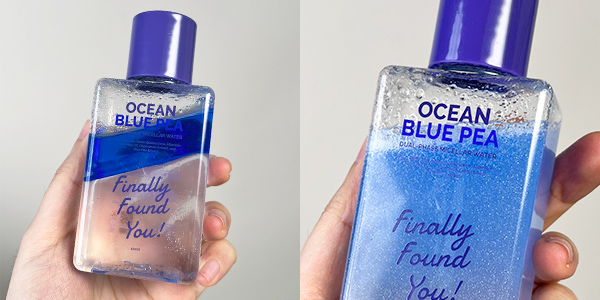 OCEAN
BLUE PEA
MICELLAR WATER
Finally
Found
You!
OCEAN
BLUE PEA
DUAL-PHASE MICELLAR WATER
Finally
Found
You!